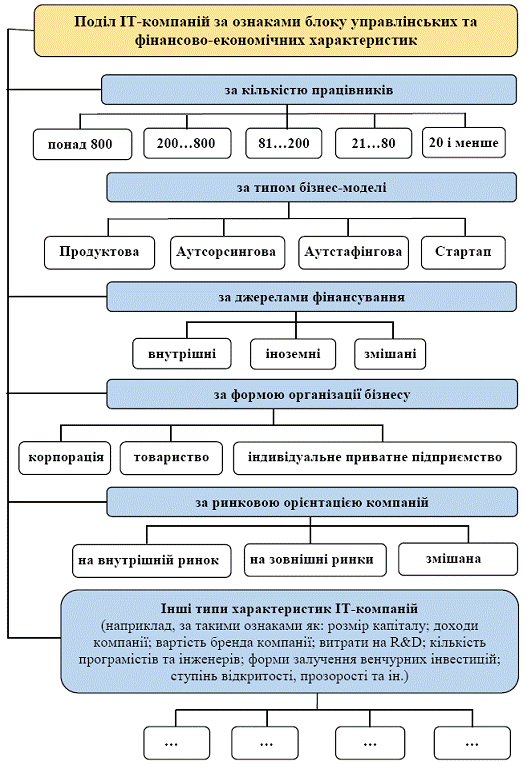 Поділ ІТ-компаній за ознаками блоку управлінських та
фінансово-економічних характеристик
за кількістю працівників
понад 800
200…800
81…200
21…80
20 і менше
за типом бізнес-моделі
Продуктова
Аутсорсингова
Аутстафінгова
Стартап
за джерелами фінансування
внутрішні
іноземні
змішані
за формою організації бізнесу
корпорація
товариство
індивідуальне приватне підприємство
за ринковою орієнтацією компаній
на внутрішній ринок
на зовнішні ринки
змішана
Інші типи характеристик ІТ-компаній
(наприклад, за такими ознаками як: розмір капіталу; доходи
компанії; вартість бренда компанії; витрати на R&D; кількість
програмістів та інженерів; форми залучення венчурних інвестицій;
ступінь відкритості, прозорості та ін.)
…
…
…
…